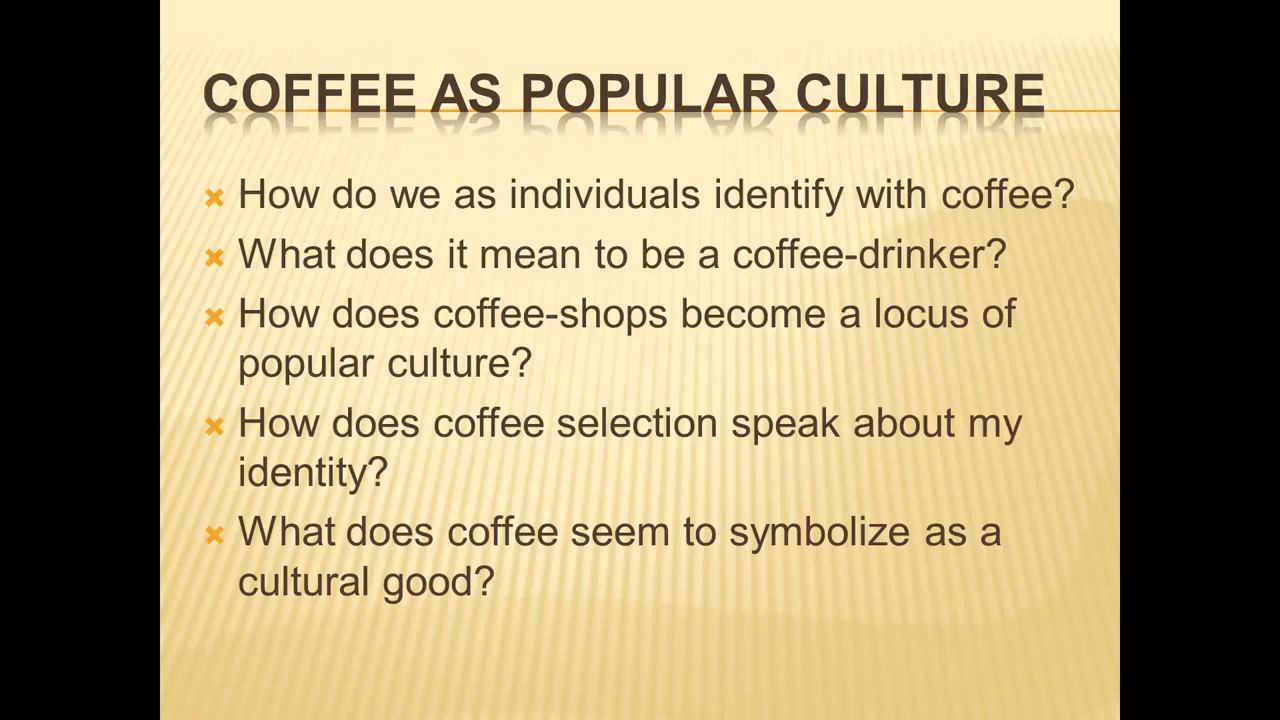 COFFEE AS POPULAR CULTURE
How do we as individuals identify with coffee?
What does it mean to be a coffee-drinker?
How does coffee-shops become a locus of
popular culture?
How does coffee selection speak about my
identity?
What does coffee seem to symbolize as a
cultural good?